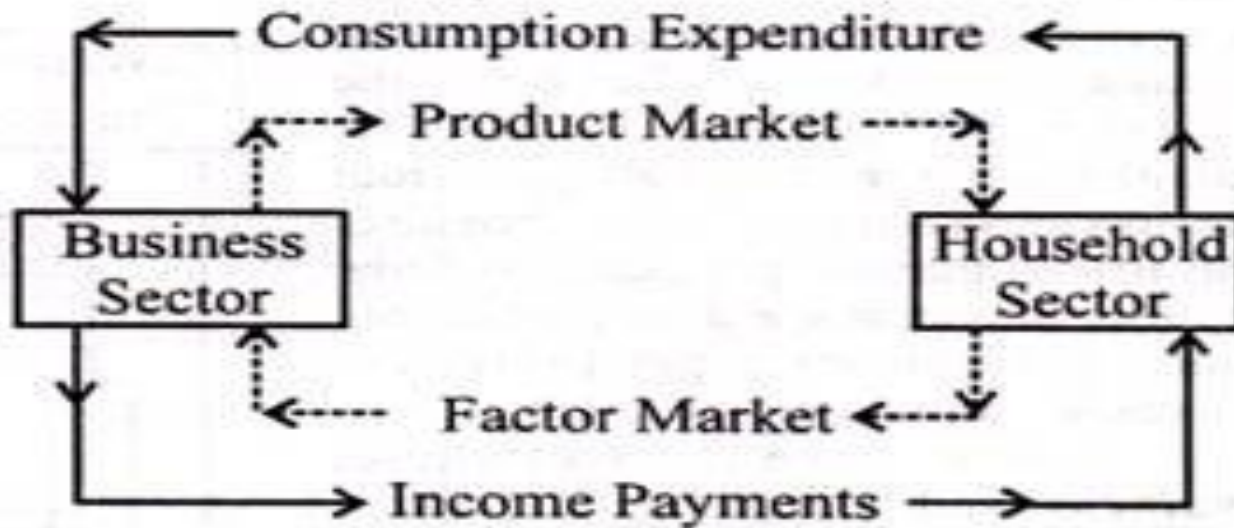 Consumption Expenditure
Product Market
Business
Sector
Household
Sector
Factor Market
Income Payments